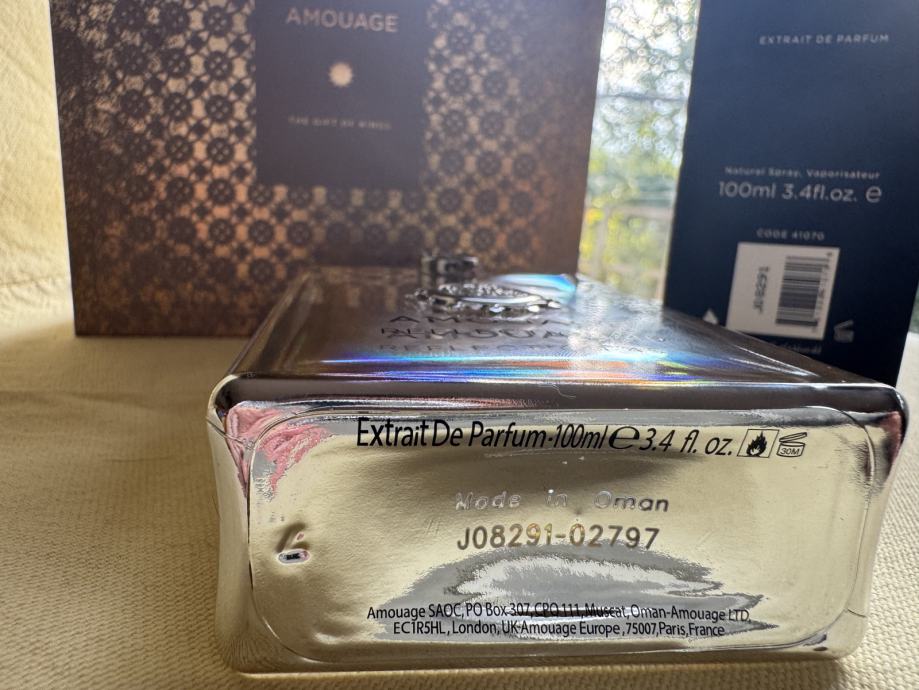 AMOUAGE
THE GIFT OF KINGS
EXTRAIT DE PARFUM
Natural Spray, Vaporisateur
100ml 3.4fl.oz. e
CODE 41070
J08291
Extrait De Parfum-100ml e 3.4 fl. oz.
30M
Made in Oman
J08291-02797
Amouage SAOC, PO Box 307, CPO 111, Muscat, Oman-Amouage LTD,
EC1R5HL, London, UK-Amouage Europe, 75007, Paris, France